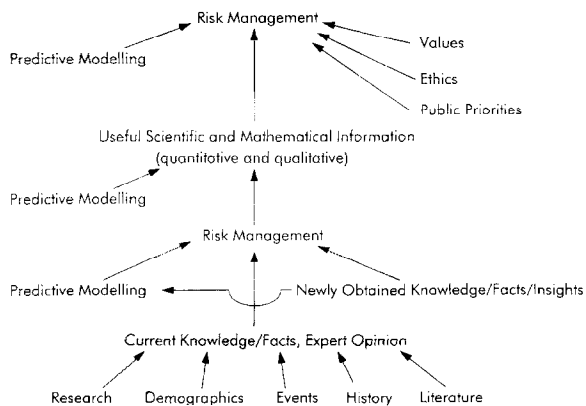 Risk Management
Values
Predictive Modelling
Ethics
Public Priorities
Useful Scientific and Mathematical Information
(quantitative and qualitative)
Predictive Modelling
Risk Management
Predictive Modelling
Newly Obtained Knowledge/Facts/Insights
Current Knowledge/Facts, Expert Opinion
Research Demographics Events History Literature